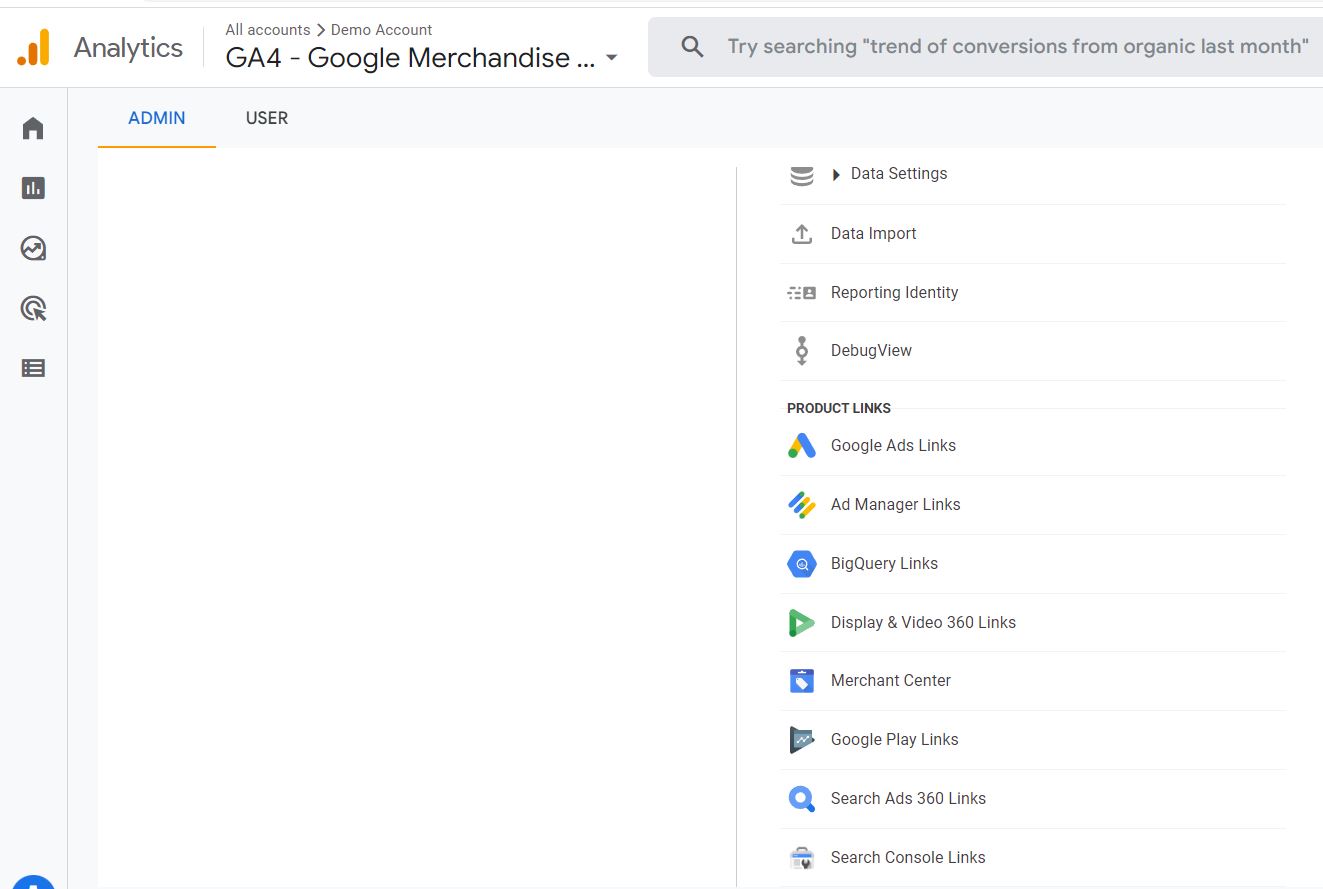 Analytics
All accounts > Demo Account
GA4 - Google Merchandise ...
Try searching "trend of conversions from organic last month"
ADMIN
USER
Data Settings
Data Import
Reporting Identity
DebugView
PRODUCT LINKS
Google Ads Links
Ad Manager Links
BigQuery Links
Display & Video 360 Links
Merchant Center
Google Play Links
Search Ads 360 Links
Search Console Links